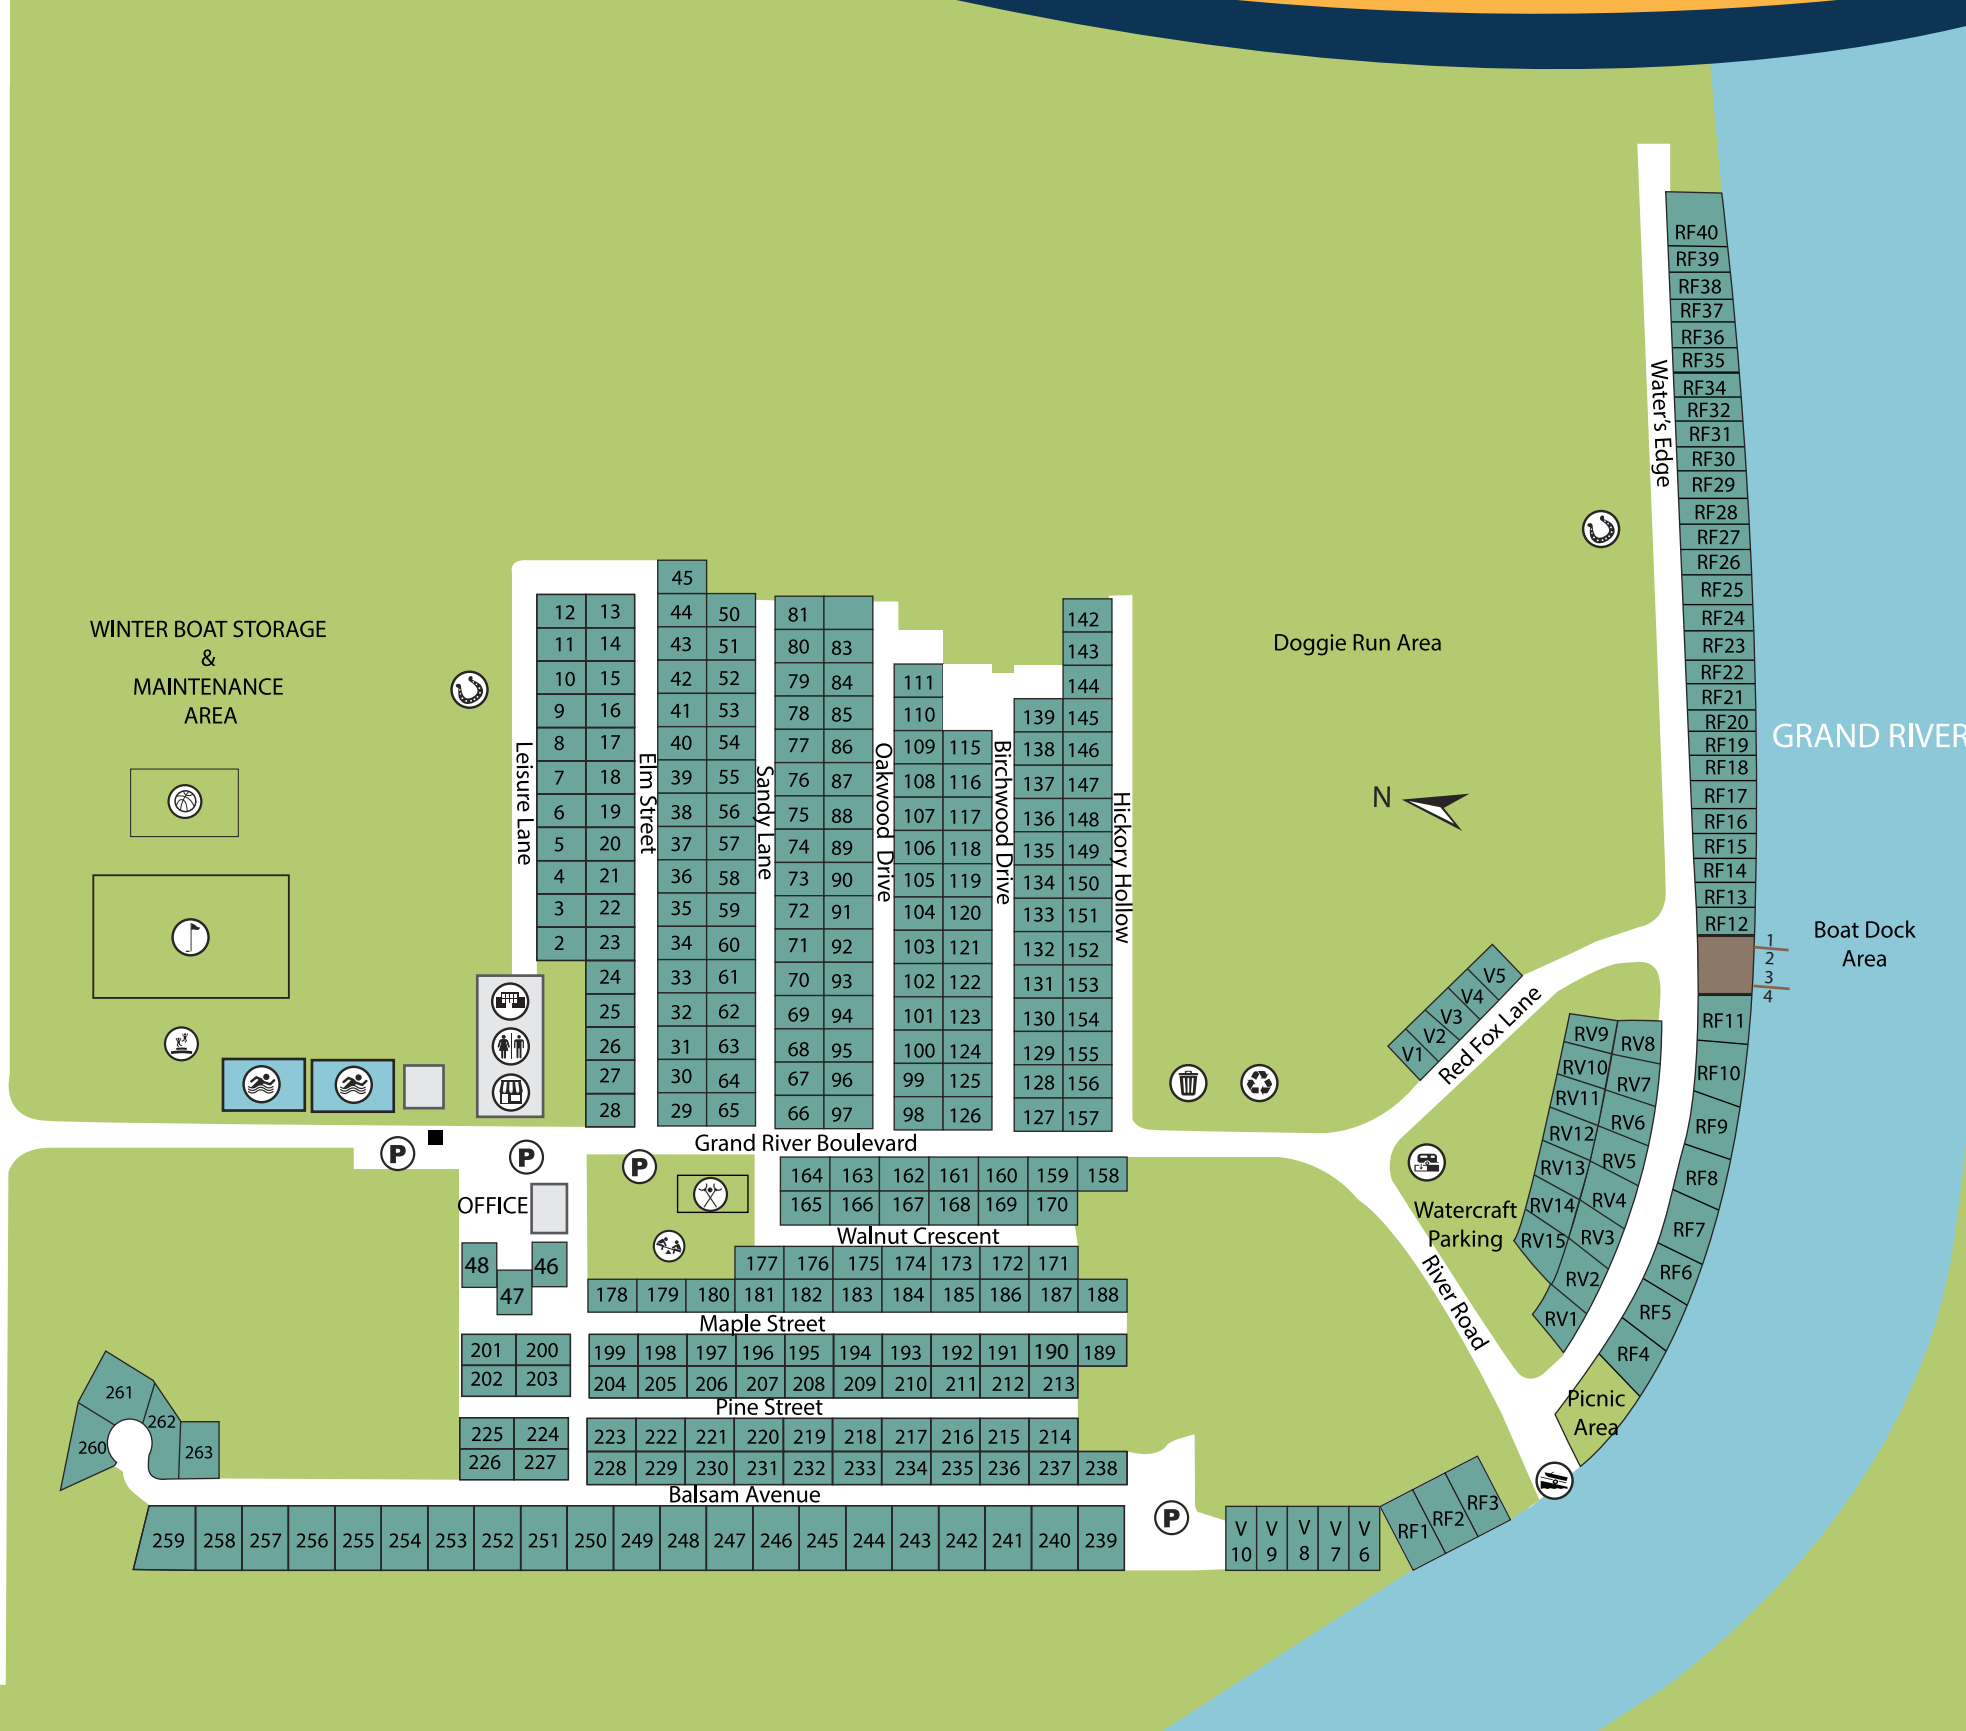 WINTER BOAT STORAGE
&
MAINTENANCE
AREA
Leisure Lane
12 13
11 14
10 15
9 16
8 17
7 18
6 19
5 20
4 21
3 22
2 23
24
25
26
27
28
Elm Street
45
44 50
43 51
42 52
41 53
40 54
39 55
38 56
37 57
36 58
35 59
34 60
33 61
32 62
31 63
30 64
29 65
Sandy Lane
81
80 83
79 84
78 85
77 86
76 87
75 88
74 89
73 90
72 91
71 92
70 93
69 94
68 95
67 96
66 97
Oakwood Drive
111
110
109 115
108 116
107 117
106 118
105 119
104 120
103 121
102 122
101 123
100 124
99 125
98 126
Birchwood Drive
142
143
144
139 145
138 146
137 147
136 148
135 149
134 150
133 151
132 152
131 153
130 154
129 155
128 156
127 157
Hickory Hollow
Doggie Run Area
N
Water's Edge
RF40
RF39
RF38
RF37
RF36
RF35
RF34
RF32
RF31
RF30
RF29
RF28
RF27
RF26
RF25
RF24
RF23
RF22
RF21
RF20
RF19
RF18
RF17
RF16
RF15
RF14
RF13
RF12
GRAND RIVER
Boat Dock
Area
1
2
3
4
RF11
RF10
RF9
RF8
RF7
RF6
RF5
RF4
V1 V2 V3 V4 V5
Red Fox Lane
RV9 RV8
RV10 RV7
RV11 RV6
RV12 RV5
RV13 RV4
RV14 RV3
RV15 RV2
RV1
Watercraft
Parking
River Road
Picnic
Area
Grand River Boulevard
P
P
P
OFFICE
164 163 162 161 160 159 158
165 166 167 168 169 170
Walnut Crescent
48 47 46
177 176 175 174 173 172 171
178 179 180 181 182 183 184 185 186 187 188
Maple Street
201 200 199 198 197 196 195 194 193 192 191 190 189
202 203 204 205 206 207 208 209 210 211 212 213
Pine Street
225 224 223 222 221 220 219 218 217 216 215 214
226 227 228 229 230 231 232 233 234 235 236 237 238
Balsam Avenue
261
260 262 263
259 258 257 256 255 254 253 252 251 250 249 248 247 246 245 244 243 242 241 240 239
P
V V V V V
10 9 8 7 6
RF1 RF2 RF3